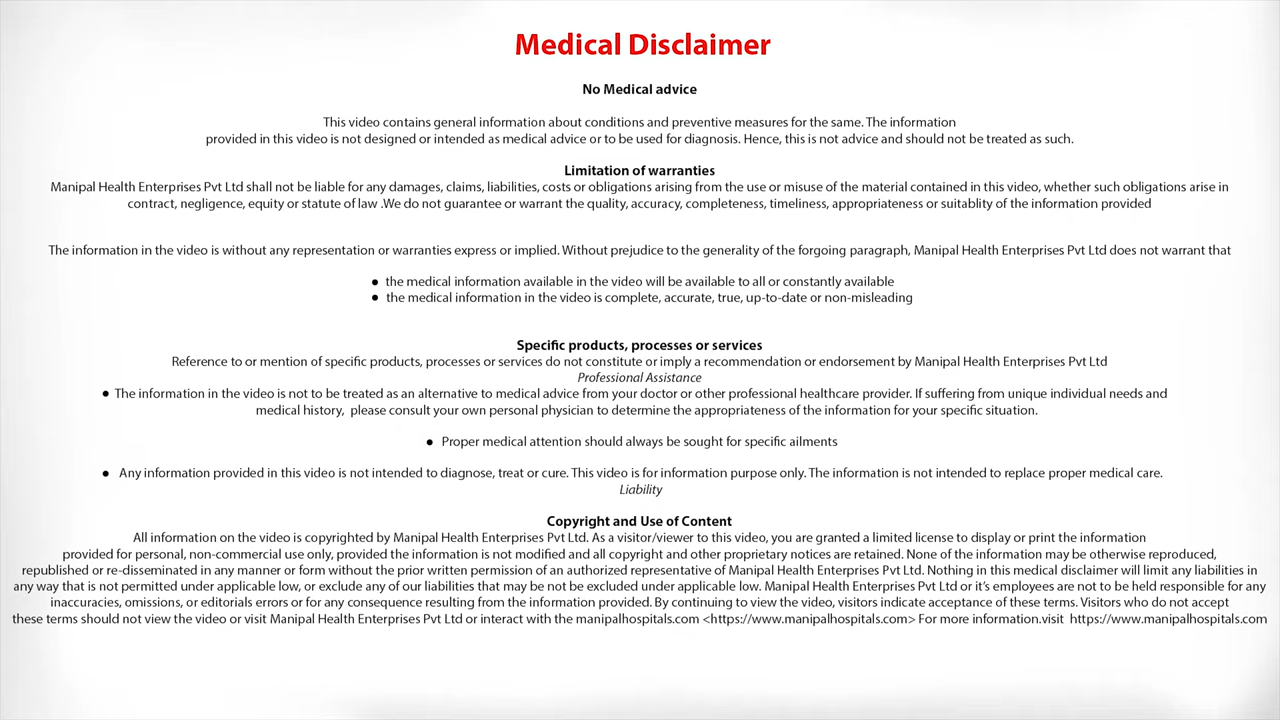 Medical Disclaimer
No Medical advice
This video contains general information about conditions and preventive measures for the same. The information
provided in this video is not designed or intended as medical advice or to be used for diagnosis. Hence, this is not advice and should not be treated as such.
Limitation of warranties
Manipal Health Enterprises Pvt Ltd shall not be liable for any damages, claims, liabilities, costs or obligations arising from the use or misuse of the material contained in this video, whether such obligations arise in
contract, negligence, equity or statute of law .We do not guarantee or warrant the quality, accuracy, completeness, timeliness, appropriateness or suitablity of the information provided
The information in the video is without any representation or warranties express or implied. Without prejudice to the generality of the forgoing paragraph, Manipal Health Enterprises Pvt Ltd does not warrant that
● the medical information available in the video will be available to all or constantly available
● the medical information in the video is complete, accurate, true, up-to-date or non-misleading
Specific products, processes or services
Reference to or mention of specific products, processes or services do not constitute or imply a recommendation or endorsement by Manipal Health Enterprises Pvt Ltd
Professional Assistance
● The information in the video is not to be treated as an alternative to medical advice from your doctor or other professional healthcare provider. If suffering from unique individual needs and
medical history, please consult your own personal physician to determine the appropriateness of the information for your specific situation.
● Proper medical attention should always be sought for specific ailments
● Any information provided in this video is not intended to diagnose, treat or cure. This video is for information purpose only. The information is not intended to replace proper medical care.
Liability
Copyright and Use of Content
All information on the video is copyrighted by Manipal Health Enterprises Pvt Ltd. As a visitor/viewer to this video, you are granted a limited license to display or print the information
provided for personal, non-commercial use only, provided the information is not modified and all copyright and other proprietary notices are retained. None of the information may be otherwise reproduced,
republished or re-disseminated in any manner or form without the prior written permission of an authorized representative of Manipal Health Enterprises Pvt Ltd. Nothing in this medical disclaimer will limit any liabilities in
any way that is not permitted under applicable low, or exclude any of our liabilities that may be not be excluded under applicable low. Manipal Health Enterprises Pvt Ltd or it's employees are not to be held responsible for any
inaccuracies, omissions, or editorials errors or for any consequence resulting from the information provided. By continuing to view the video, visitors indicate acceptance of these terms. Visitors who do not accept
these terms should not view the video or visit Manipal Health Enterprises Pvt Ltd or interact with the manipalhospitals.com <https://www.manipalhospitals.com> For more information.visit https://www.manipalhospitals.com